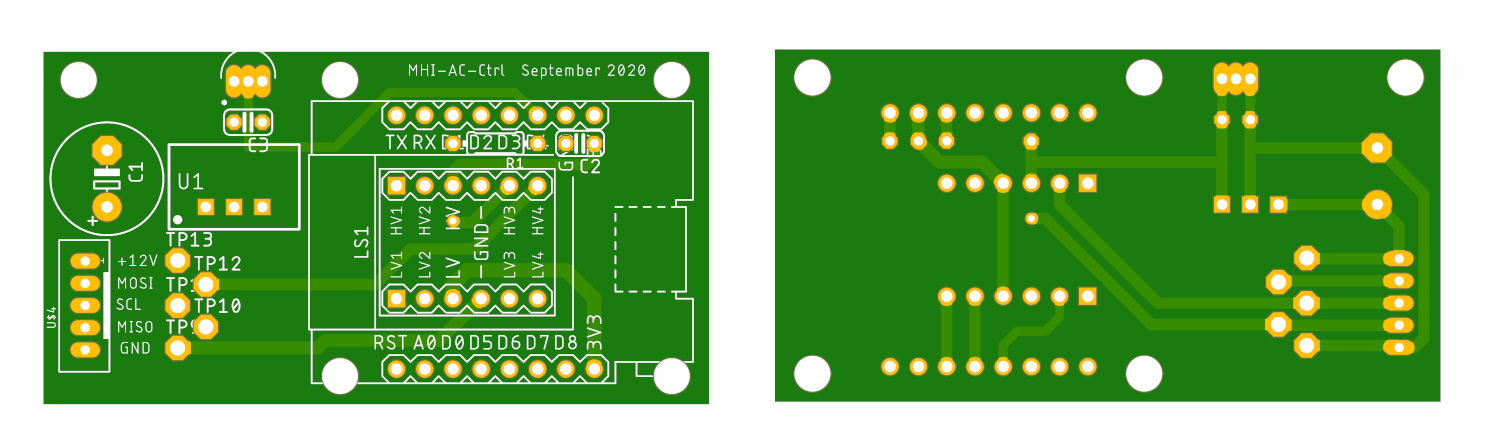 MHI-AC-Ctrl September 2020
C3
TX RX D1 D2 D3
R1
G
C2
C1
+
U1
LS1
HV1 HV2 HV -GND- HV3 HV4
LV1 LV2 LV LV3 LV4
TP13
+12V
TP12
MOSI
SCL
TP10
MISO
TP9
GND
U$4
RST A0 D0 D5 D6 D7 D8 3V3